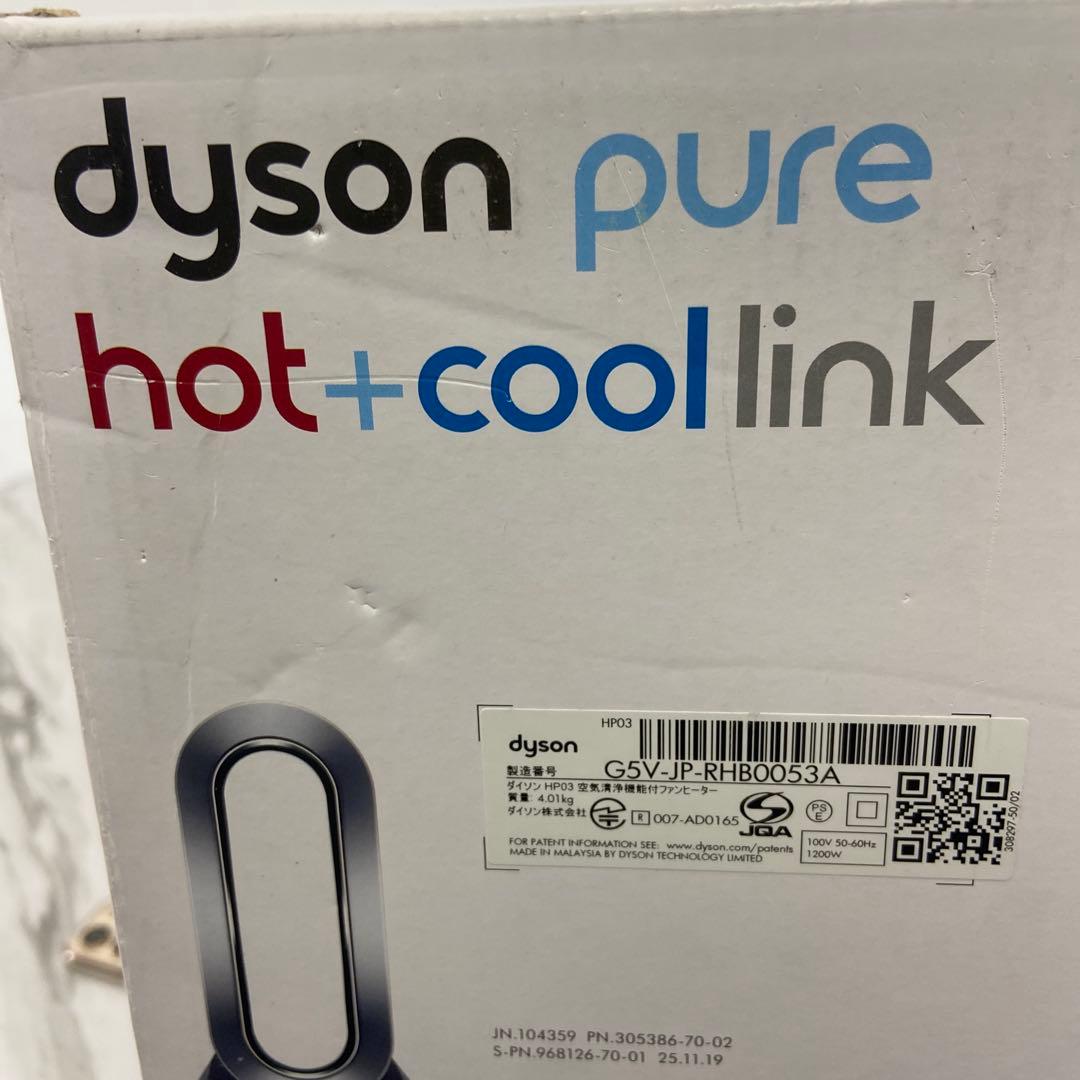 dyson pure
hot+cool link
HP03
dyson
製造番号 G5V-JP-RHB0053A
ダイソン HP03 空気清浄機能付ファンヒーター
質量: 4.01kg
ダイソン株式会社 R 007-AD0165 JQA PS E
FOR PATENT INFORMATION SEE: www.dyson.com/patents
MADE IN MALAYSIA BY DYSON TECHNOLOGY LIMITED
100V 50-60Hz
1200W
308297-50/02
JN.104359 PN.305386-70-02
S-PN.968126-70-01 25.11.19